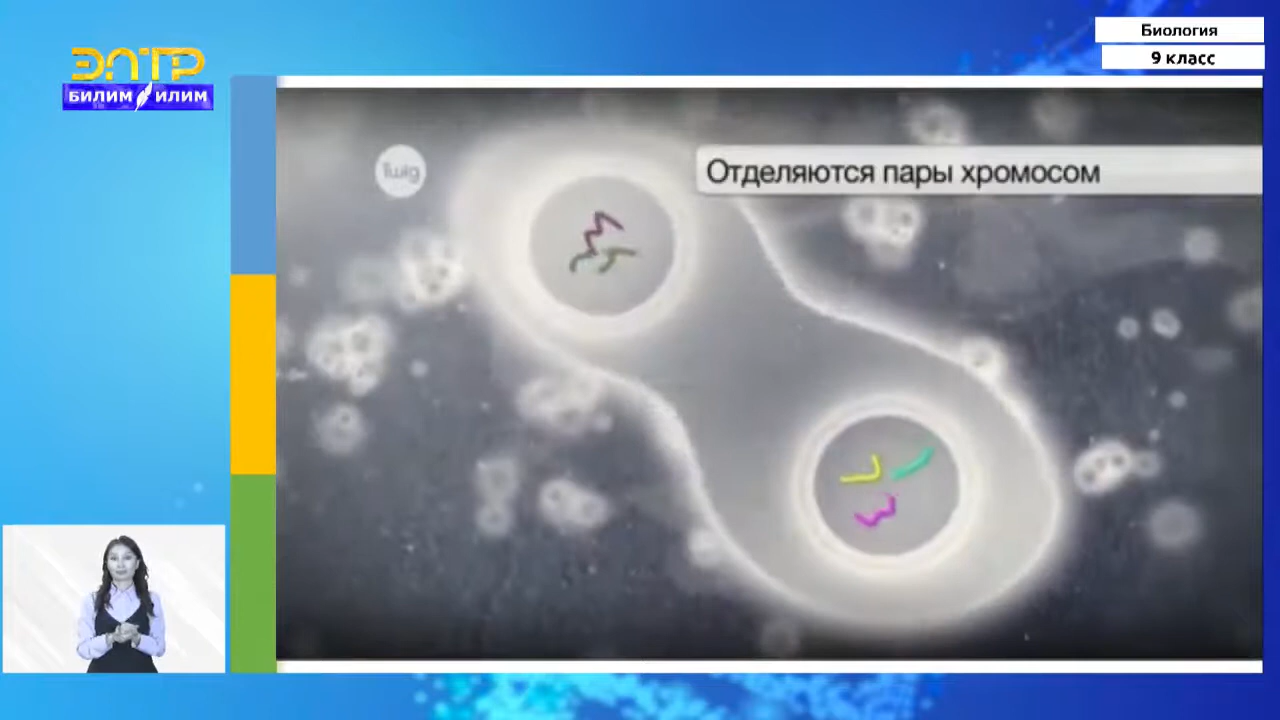 Биология
9 класс
ЭЛТР
БИЛИМ ИЛИМ
Twig
Отделяются пары хромосом